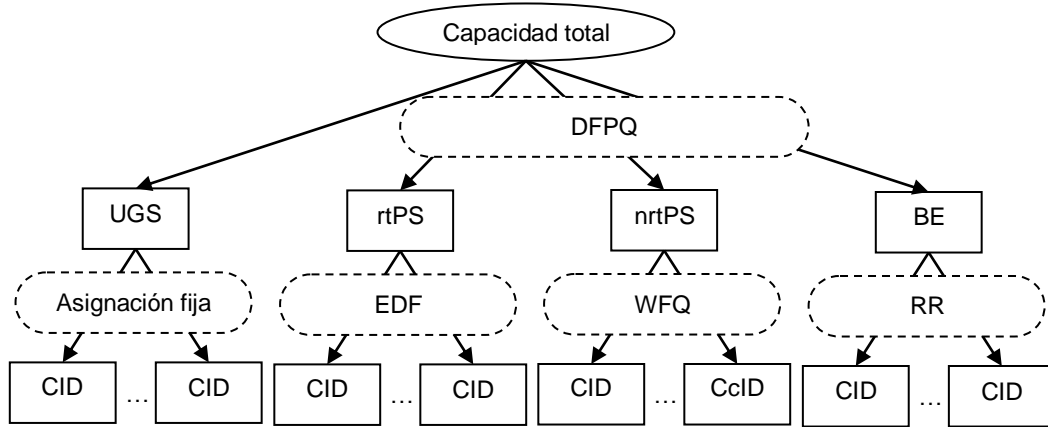 Capacidad total
DFPQ
UGS
rtPS
nrtPS
BE
Asignación fija
EDF
WFQ
RR
CID ... CID CID ... CID CID ... CcID CID ... CID